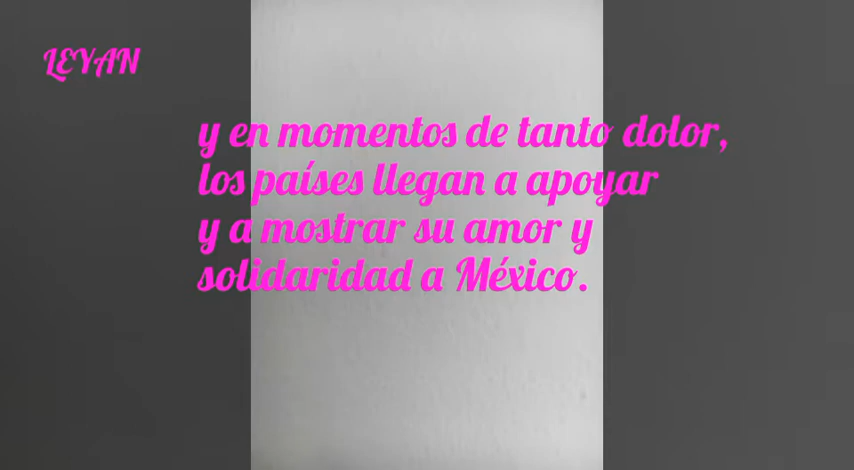 LEYAN
y en momentos de tanto dolor,
los países llegan a apoyar
y a mostrar su amor y
solidaridad a México.